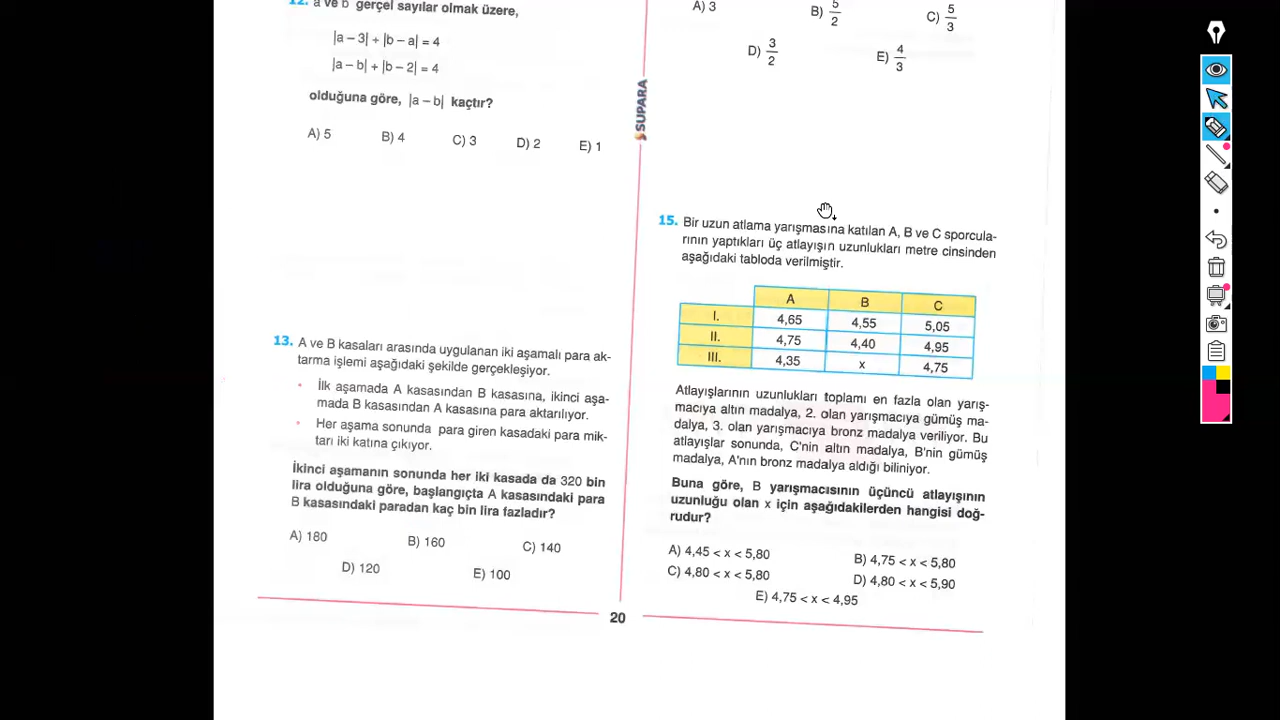 12. a ve b gerçel sayılar olmak üzere,
|a – 3| + |b – a| = 4
|a – b| + |b – 2| = 4
olduğuna göre, |a – b| kaçtır?
A) 5 B) 4 C) 3 D) 2 E) 1
13. A ve B kasaları arasında uygulanan iki aşamalı para ak-
tarma işlemi aşağıdaki şekilde gerçekleşiyor.
• İlk aşamada A kasasından B kasasına, ikinci aşa-
mada B kasasından A kasasına para aktarılıyor.
• Her aşama sonunda para giren kasadaki para mik-
tarı iki katına çıkıyor.
İkinci aşamanın sonunda her iki kasada da 320 bin
lira olduğuna göre, başlangıçta A kasasındaki para
B kasasındaki paradan kaç bin lira fazladır?
A) 180 B) 160 C) 140
D) 120 E) 100
SUPARA
A) 3 B) 5/2 C) 5/3
D) 3/2 E) 4/3
15. Bir uzun atlama yarışmasına katılan A, B ve C sporcula-
rının yaptıkları üç atlayışın uzunlukları metre cinsinden
aşağıdaki tabloda verilmiştir.
A B C
I. 4,65 4,55 5,05
II. 4,75 4,40 4,95
III. 4,35 x 4,75
Atlayışlarının uzunlukları toplamı en fazla olan yarış-
macıya altın madalya, 2. olan yarışmacıya gümüş ma-
dalya, 3. olan yarışmacıya bronz madalya veriliyor. Bu
atlayışlar sonunda, C'nin altın madalya, B'nin gümüş
madalya, A'nın bronz madalya aldığı biliniyor.
Buna göre, B yarışmacısının üçüncü atlayışının
uzunluğu olan x için aşağıdakilerden hangisi doğ-
rudur?
A) 4,45 < x < 5,80 B) 4,75 < x < 5,80
C) 4,80 < x < 5,80 D) 4,80 < x < 5,90
E) 4,75 < x < 4,95
20